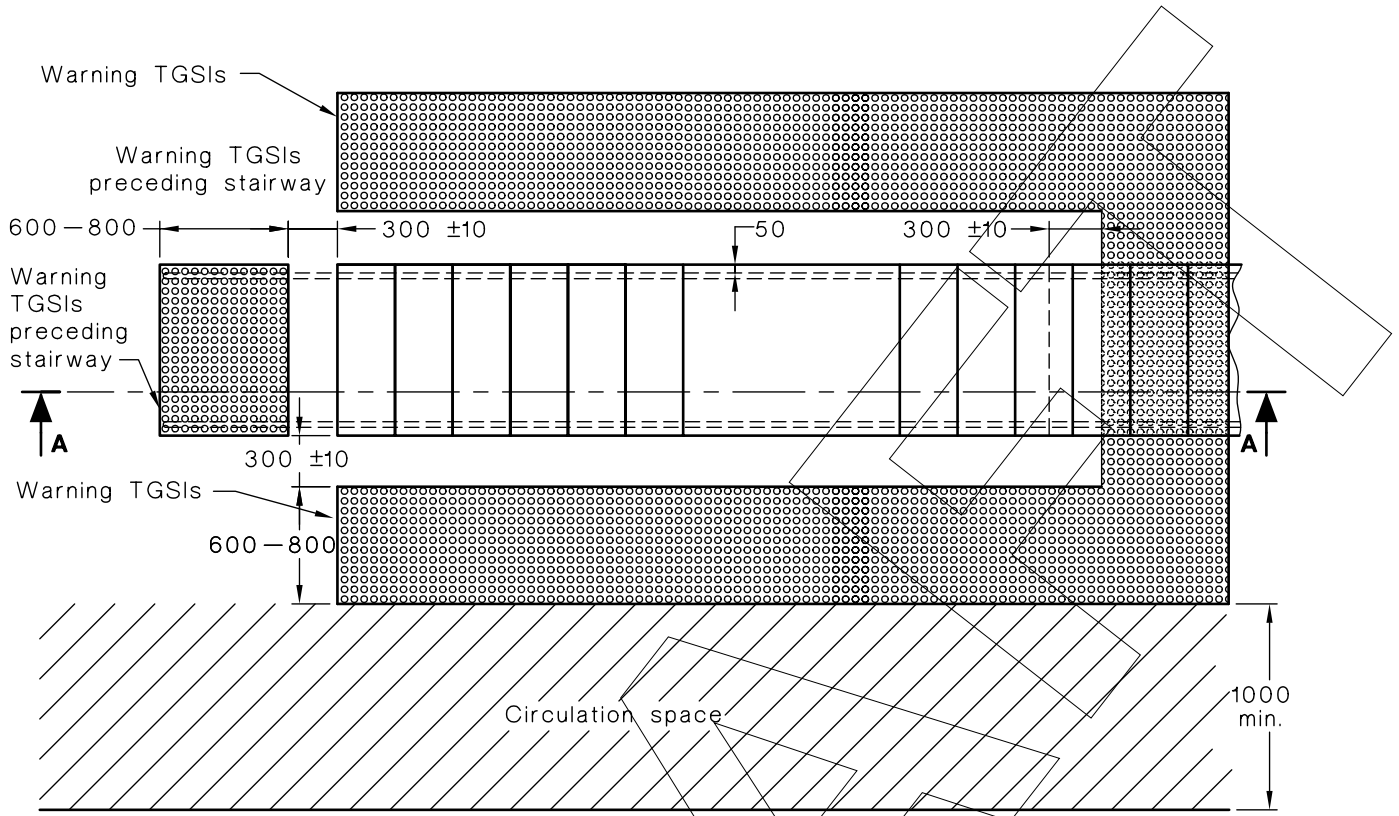 Warning TGSIs
Warning TGSIs
preceding stairway
600–800
300 ±10
50
300 ±10
Warning
TGSIs
preceding
stairway
A
A
300 ±10
Warning TGSIs
600–800
1000
min.
Circulation space